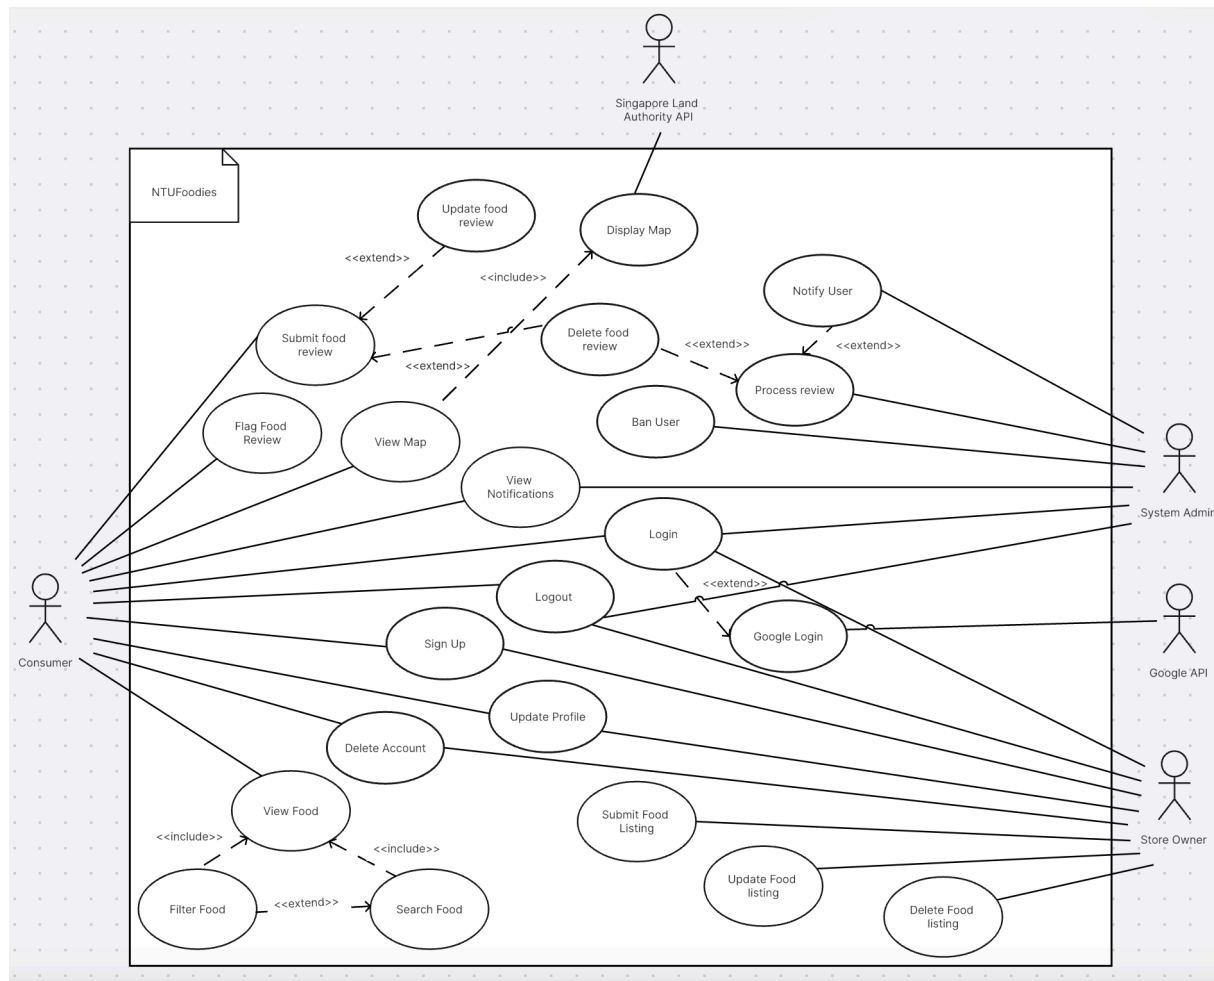 Singapore Land
Authority API
NTUFoodies
Update food
review
Display Map
<<extend>>
<<include>>
Notify User
Submit food
review
Delete food
review
<<extend>>
<<extend>>
<<extend>>
Process review
Flag Food
Review
View Map
Ban User
View
Notifications
System Admin
Login
<<extend>>
Logout
Google Login
Sign Up
Consumer
Google API
Update Profile
Delete Account
View Food
Submit Food
Listing
Store Owner
<<include>>
<<include>>
Update Food
listing
Filter Food
<<extend>>
Search Food
Delete Food
listing